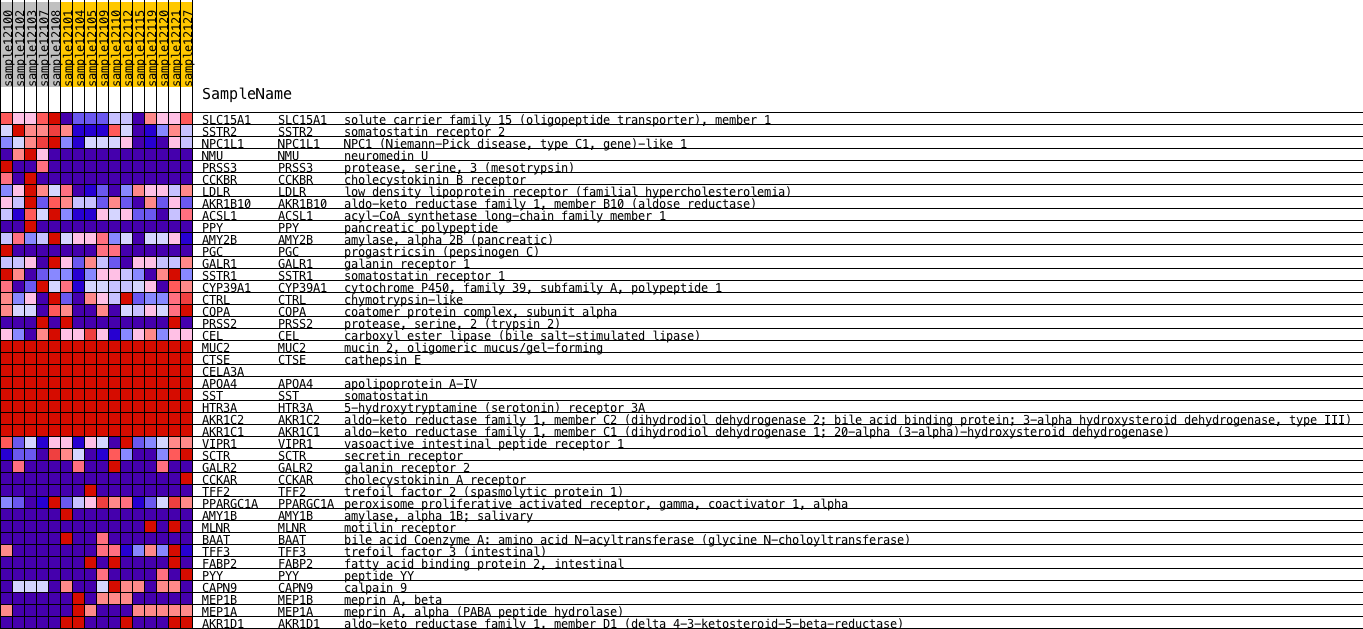 sample12100 sample12102 sample12103 sample12107 sample12108 sample12101 sample12104 sample12105 sample12109 sample12110 sample12112 sample12115 sample12119 sample12120 sample12121 sample12127
SampleName
SLC15A1 SLC15A1 solute carrier family 15 (oligopeptide transporter), member 1
SSTR2 SSTR2 somatostatin receptor 2
NPC1L1 NPC1L1 NPC1 (Niemann-Pick disease, type C1, gene)-like 1
NMU NMU neuromedin U
PRSS3 PRSS3 protease, serine, 3 (mesotrypsin)
CCKBR CCKBR cholecystokinin B receptor
LDLR LDLR low density lipoprotein receptor (familial hypercholesterolemia)
AKR1B10 AKR1B10 aldo-keto reductase family 1, member B10 (aldose reductase)
ACSL1 ACSL1 acyl-CoA synthetase long-chain family member 1
PPY PPY pancreatic polypeptide
AMY2B AMY2B amylase, alpha 2B (pancreatic)
PGC PGC progastricsin (pepsinogen C)
GALR1 GALR1 galanin receptor 1
SSTR1 SSTR1 somatostatin receptor 1
CYP39A1 CYP39A1 cytochrome P450, family 39, subfamily A, polypeptide 1
CTRL CTRL chymotrypsin-like
COPA COPA coatomer protein complex, subunit alpha
PRSS2 PRSS2 protease, serine, 2 (trypsin 2)
CEL CEL carboxyl ester lipase (bile salt-stimulated lipase)
MUC2 MUC2 mucin 2, oligomeric mucus/gel-forming
CTSE CTSE cathepsin E
CELA3A
APOA4 APOA4 apolipoprotein A-IV
SST SST somatostatin
HTR3A HTR3A 5-hydroxytryptamine (serotonin) receptor 3A
AKR1C2 AKR1C2 aldo-keto reductase family 1, member C2 (dihydrodiol dehydrogenase 2; bile acid binding protein; 3-alpha hydroxysteroid dehydrogenase, type III)
AKR1C1 AKR1C1 aldo-keto reductase family 1, member C1 (dihydrodiol dehydrogenase 1; 20-alpha (3-alpha)-hydroxysteroid dehydrogenase)
VIPR1 VIPR1 vasoactive intestinal peptide receptor 1
SCTR SCTR secretin receptor
GALR2 GALR2 galanin receptor 2
CCKAR CCKAR cholecystokinin A receptor
TFF2 TFF2 trefoil factor 2 (spasmolytic protein 1)
PPARGC1A PPARGC1A peroxisome proliferative activated receptor, gamma, coactivator 1, alpha
AMY1B AMY1B amylase, alpha 1B; salivary
MLNR MLNR motilin receptor
BAAT BAAT bile acid Coenzyme A: amino acid N-acyltransferase (glycine N-choloyltransferase)
TFF3 TFF3 trefoil factor 3 (intestinal)
FABP2 FABP2 fatty acid binding protein 2, intestinal
PYY PYY peptide YY
CAPN9 CAPN9 calpain 9
MEP1B MEP1B meprin A, beta
MEP1A MEP1A meprin A, alpha (PABA peptide hydrolase)
AKR1D1 AKR1D1 aldo-keto reductase family 1, member D1 (delta 4-3-ketosteroid-5-beta-reductase)